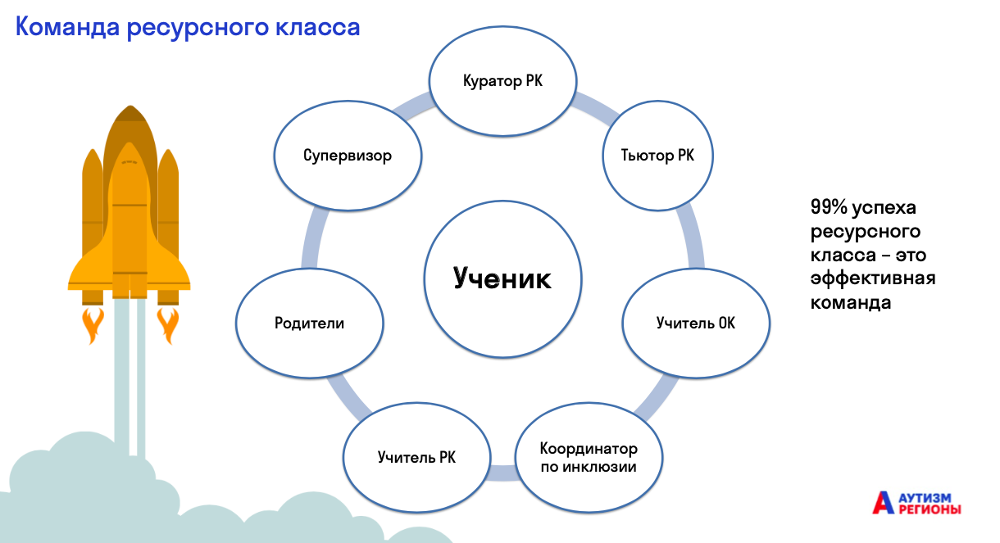 Команда ресурсного класса
Куратор РК
Супервизор
Тьютор РК
Ученик
99% успеха
ресурсного
класса – это
эффективная
команда
Родители
Учитель ОК
Учитель РК
Координатор
по инклюзии
А АУТИЗМ
РЕГИОНЫ